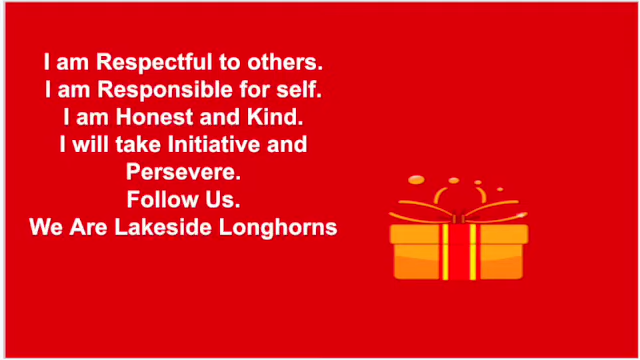 I am Respectful to others.
I am Responsible for self.
I am Honest and Kind.
I will take Initiative and
Persevere.
Follow Us.
We Are Lakeside Longhorns